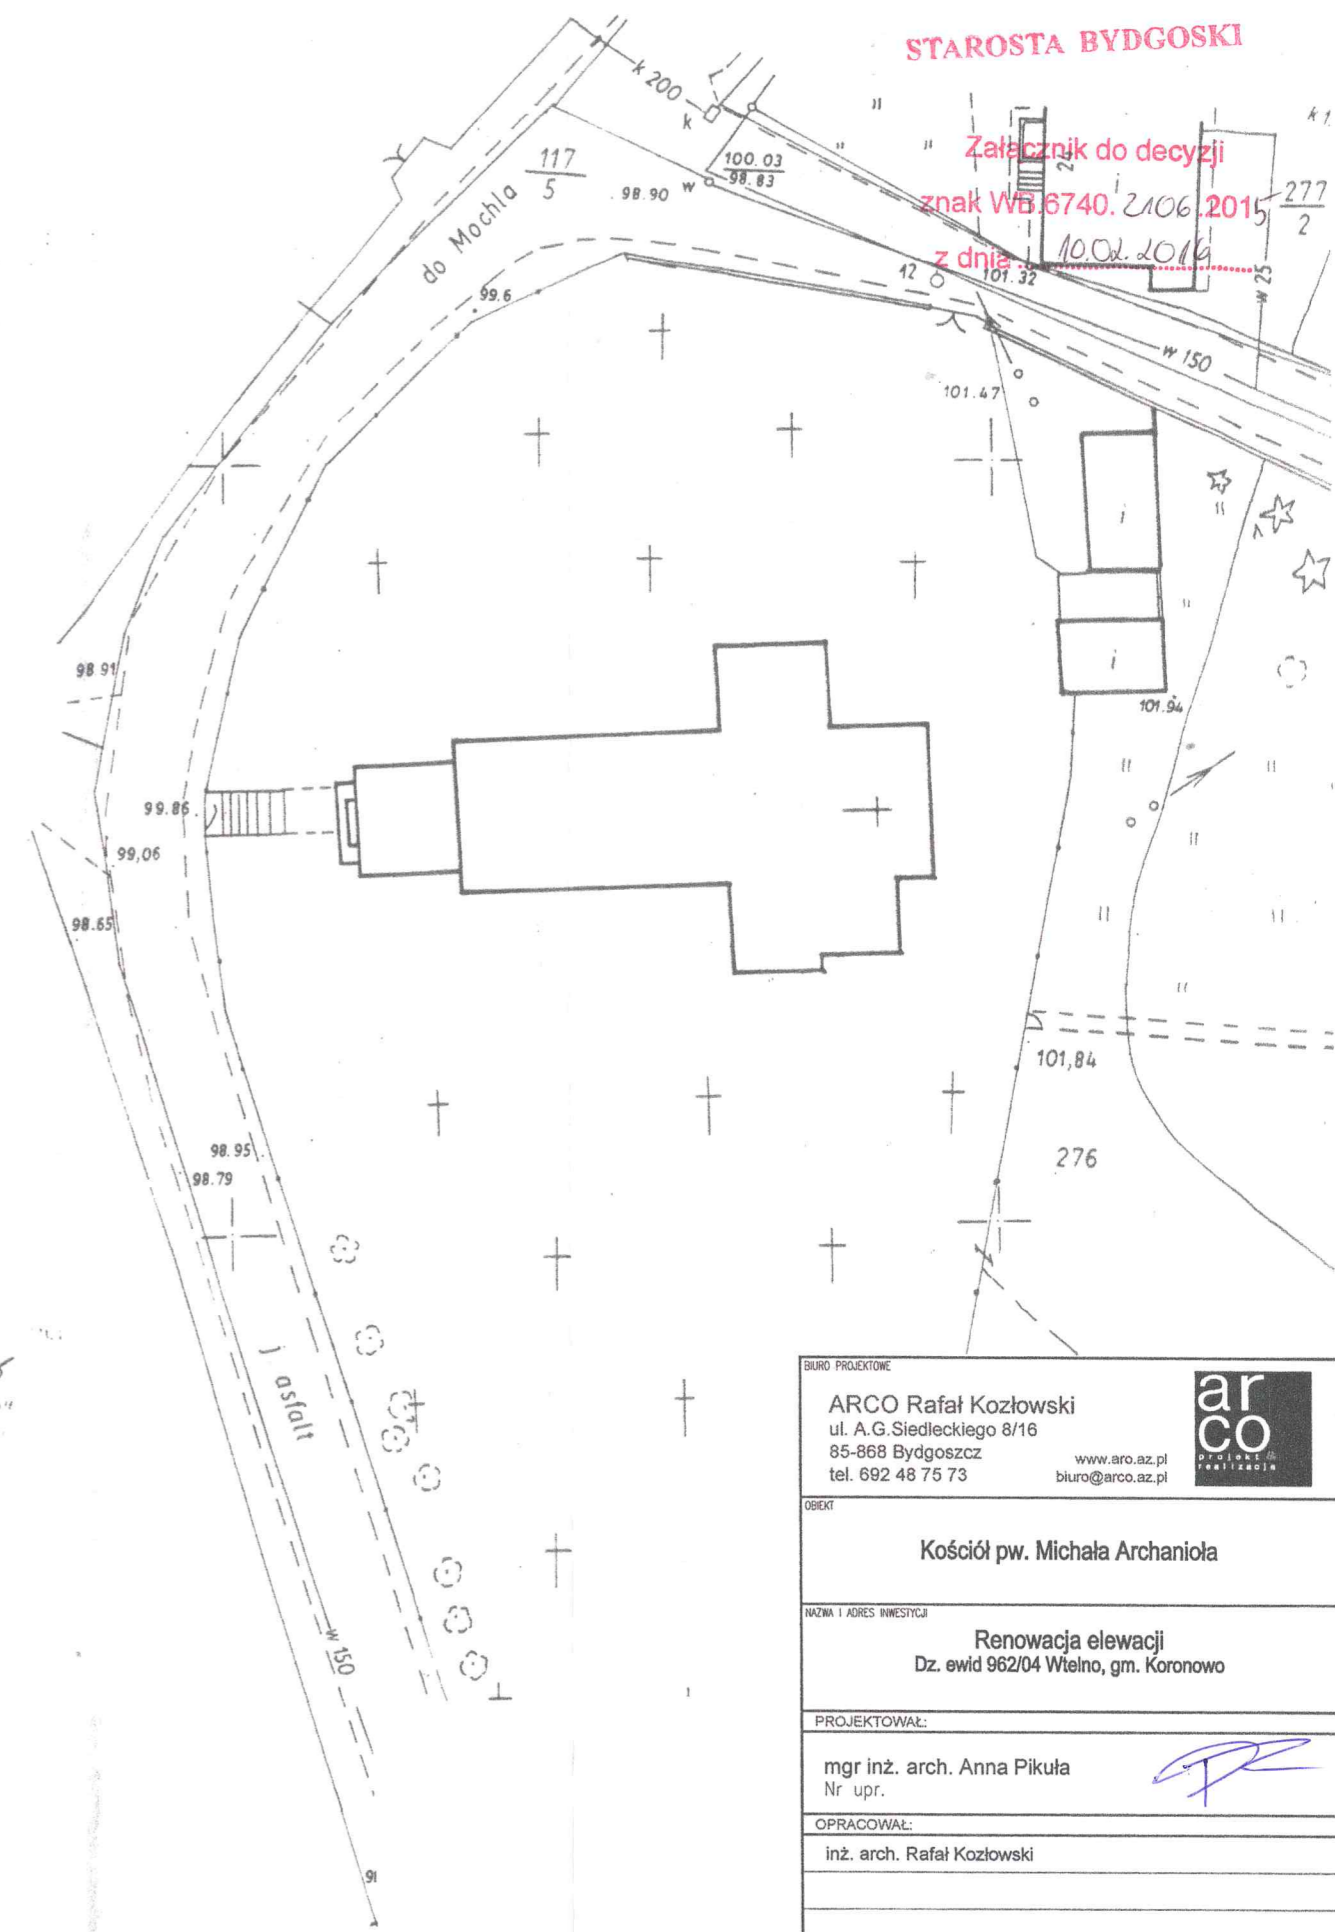 STAROSTA BYDGOSKI
Załącznik do decyzji
znak WB.6740. 2106.2015
z dnia 10.02.2016
k 200
k
117
5
do Mochla
98.90
w
100.03
98.83
24
i
277
2
w 25
99.6
42
101.32
w 150
101.47
i
i
98.91
101.94
99.86
99,06
98.65
101,84
98.95
98.79
276
j. asfalt
w 150
BIURO PROJEKTOWE
ARCO Rafał Kozłowski
ul. A.G.Siedleckiego 8/16
85-868 Bydgoszcz
tel. 692 48 75 73
www.aro.az.pl
biuro@arco.az.pl
ar
co
projekt &
realizacja
OBIEKT
Kościół pw. Michała Archanioła
NAZWA I ADRES INWESTYCJI
Renowacja elewacji
Dz. ewid 962/04 Wtelno, gm. Koronowo
PROJEKTOWAŁ:
mgr inż. arch. Anna Pikuła
Nr upr.
OPRACOWAŁ:
inż. arch. Rafał Kozłowski